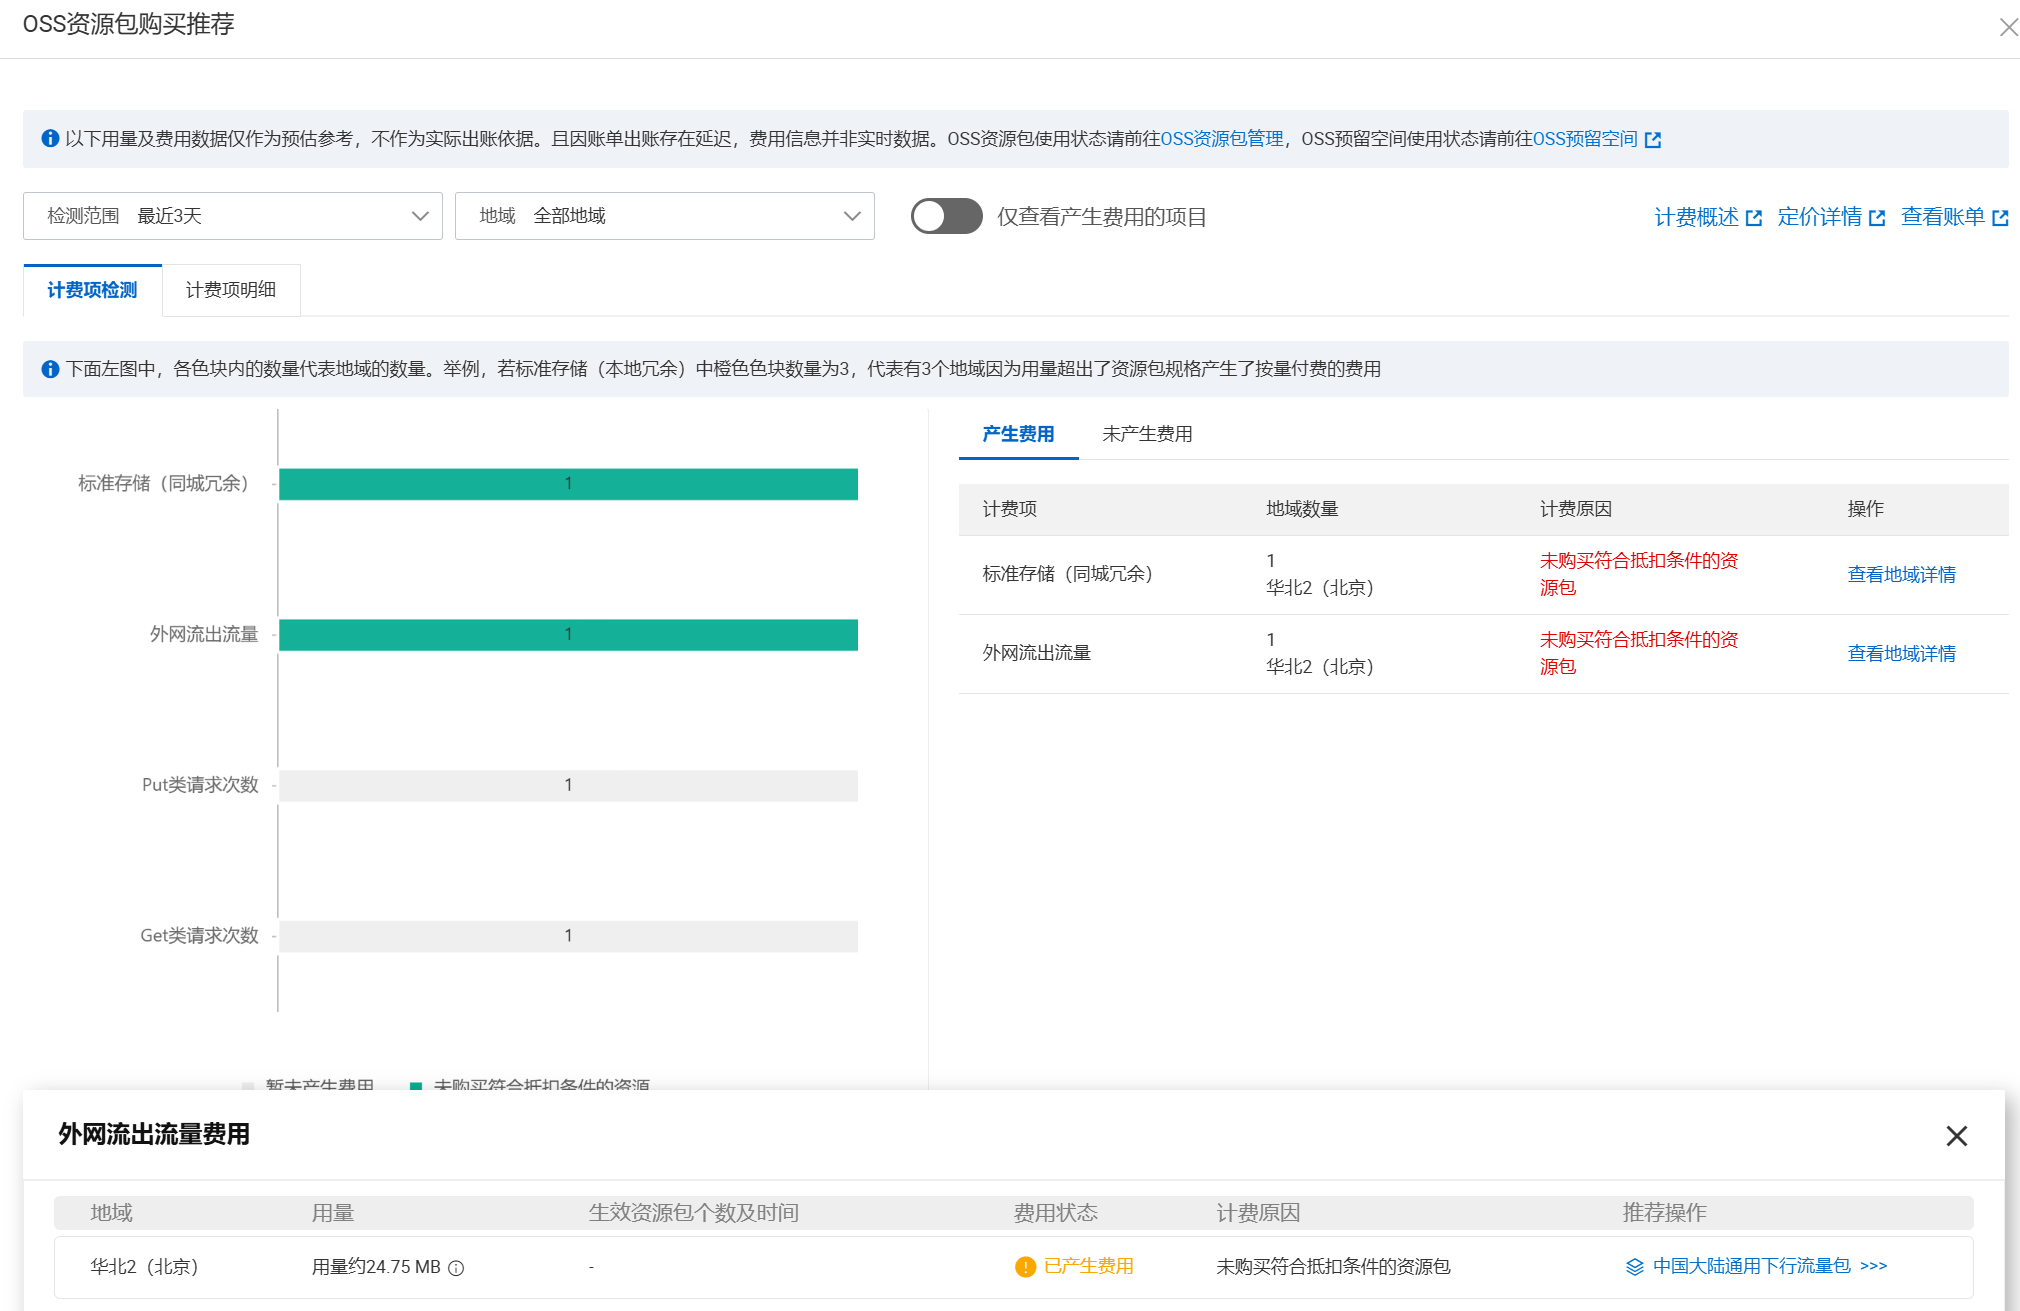 OSS资源包购买推荐
以下用量及费用数据仅作为预估参考，不作为实际出账依据。且因账单出账存在延迟，费用信息并非实时数据。OSS资源包使用状态请前往OSS资源包管理，OSS预留空间使用状态请前往OSS预留空间
检测范围 最近3天 地域 全部地域 仅查看产生费用的项目 计费概述 定价详情 查看账单
计费项检测 计费项明细
下面左图中，各色块内的数量代表地域的数量。举例，若标准存储（本地冗余）中橙色色块数量为3，代表有3个地域因为用量超出了资源包规格产生了按量付费的费用
标准存储（同城冗余） 1
外网流出流量 1
Put类请求次数 1
Get类请求次数 1
暂未产生费用 未购买符合抵扣条件的资源
产生费用 未产生费用
计费项 地域数量 计费原因 操作
标准存储（同城冗余） 1 未购买符合抵扣条件的资 查看地域详情
华北2（北京） 源包
外网流出流量 1 未购买符合抵扣条件的资 查看地域详情
华北2（北京） 源包
外网流出流量费用
地域 用量 生效资源包个数及时间 费用状态 计费原因 推荐操作
华北2（北京） 用量约24.75 MB - 已产生费用 未购买符合抵扣条件的资源包 中国大陆通用下行流量包 >>>